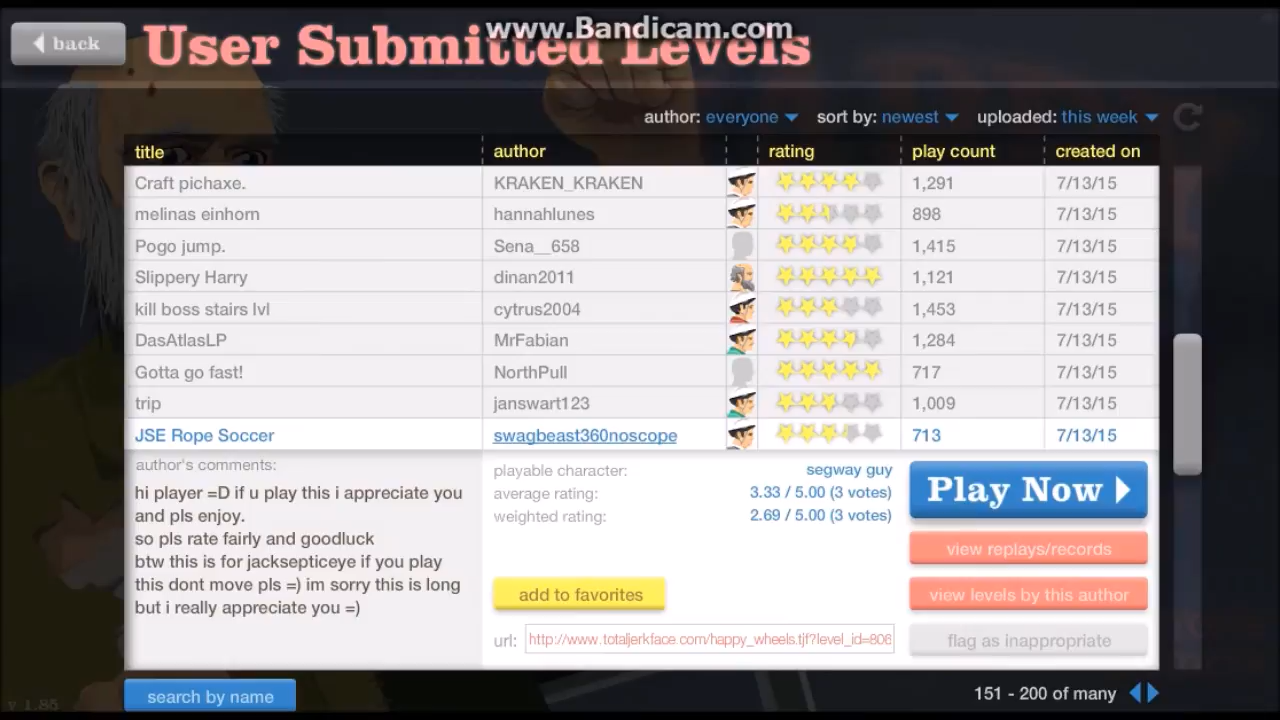 www.Bandicam.com
back
User Submitted Levels
author: everyone sort by: newest uploaded: this week
title author rating play count created on
Craft pichaxe. KRAKEN_KRAKEN 1,291 7/13/15
melinas einhorn hannahlunes 898 7/13/15
Pogo jump. Sena__658 1,415 7/13/15
Slippery Harry dinan2011 1,121 7/13/15
kill boss stairs lvl cytrus2004 1,453 7/13/15
DasAtlasLP MrFabian 1,284 7/13/15
Gotta go fast! NorthPull 717 7/13/15
trip janswart123 1,009 7/13/15
JSE Rope Soccer swagbeast360noscope 713 7/13/15
author's comments:
hi player =D if u play this i appreciate you
and pls enjoy.
so pls rate fairly and goodluck
btw this is for jacksepticeye if you play
this dont move pls =) im sorry this is long
but i really appreciate you =)
playable character: segway guy
average rating: 3.33 / 5.00 (3 votes)
weighted rating: 2.69 / 5.00 (3 votes)
add to favorites
url: http://www.totaljerkface.com/happy_wheels.tjf?level_id=806
Play Now
view replays/records
view levels by this author
flag as inappropriate
search by name
151 - 200 of many
v 1.85